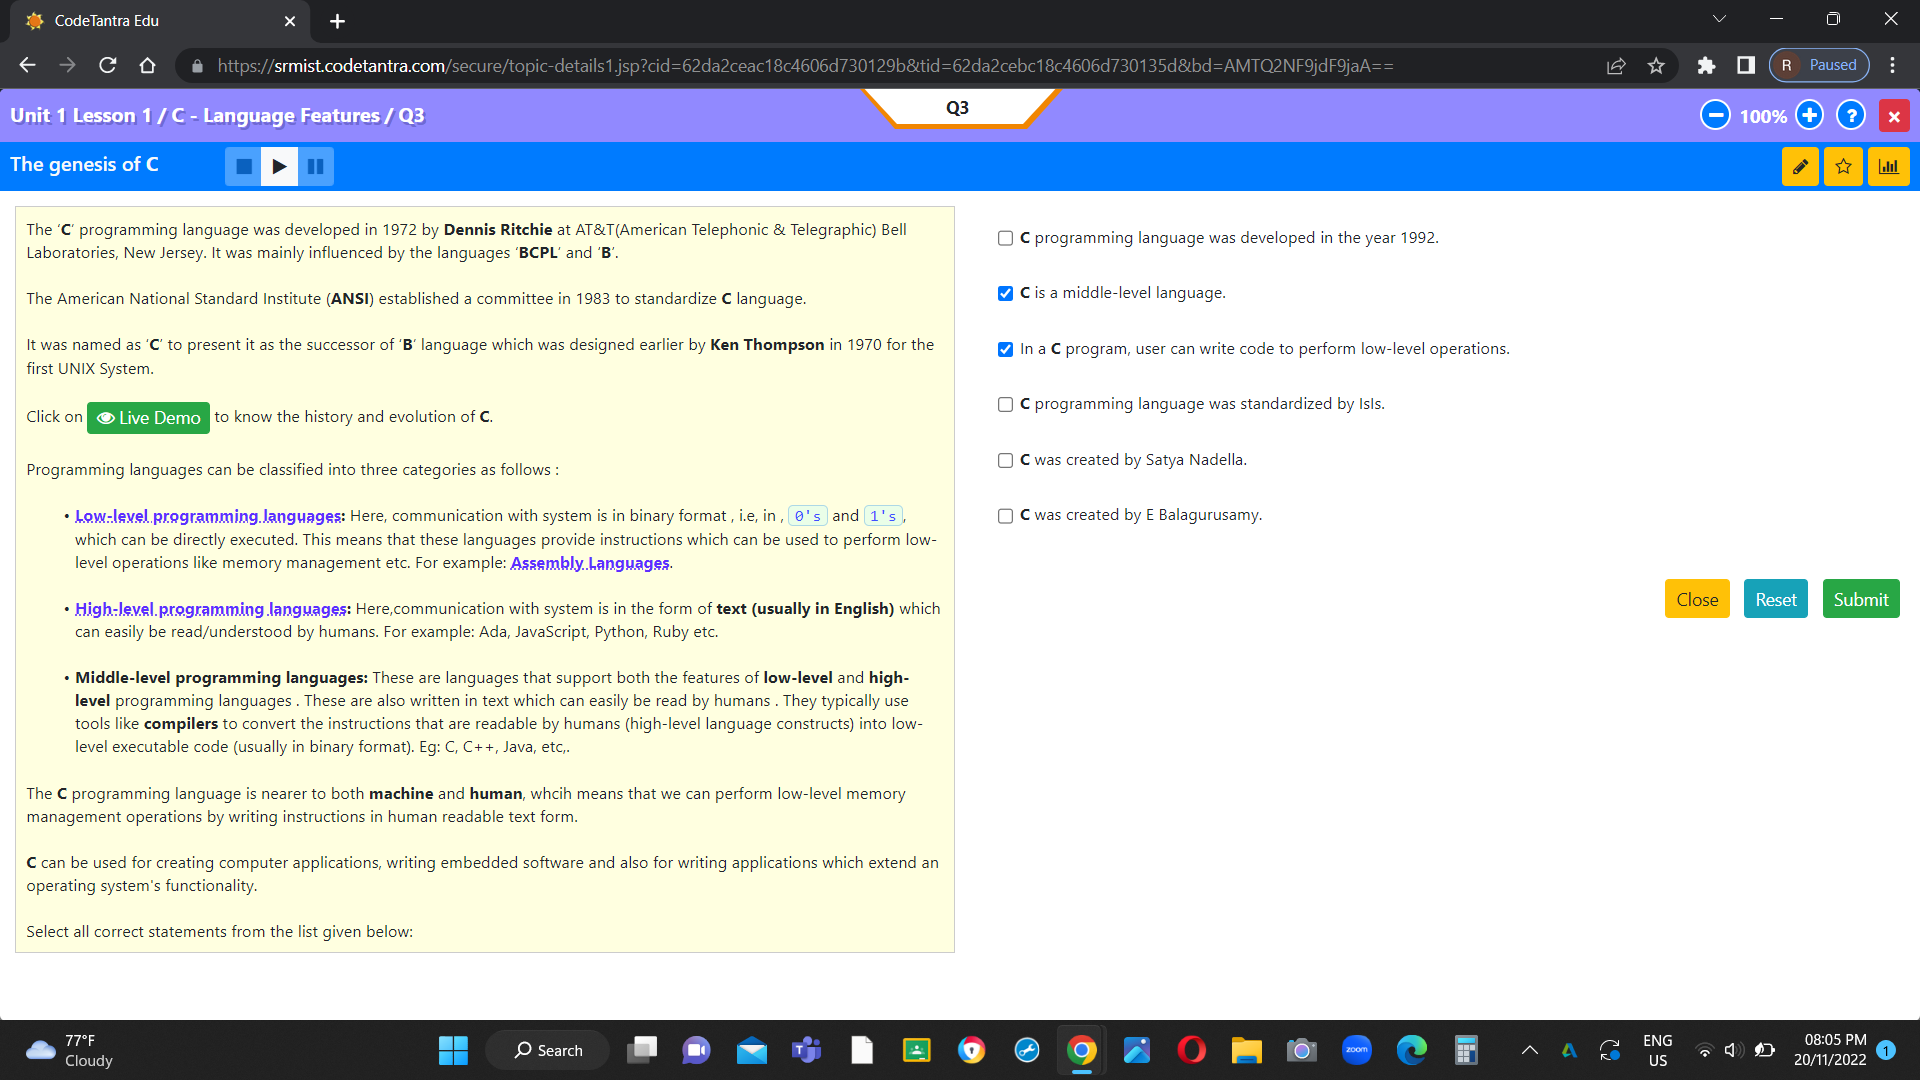 CodeTantra Edu
https://srmist.codetantra.com/secure/topic-details1.jsp?cid=62da2ceac18c4606d730129b&tid=62da2cebc18c4606d730135d&bd=AMTQ2NF9jdF9jaA==
R Paused
Unit 1 Lesson 1 / C - Language Features / Q3
Q3
100%
?
The genesis of C
The 'C' programming language was developed in 1972 by Dennis Ritchie at AT&T(American Telephonic & Telegraphic) Bell
Laboratories, New Jersey. It was mainly influenced by the languages 'BCPL' and 'B'.
The American National Standard Institute (ANSI) established a committee in 1983 to standardize C language.
It was named as 'C' to present it as the successor of 'B' language which was designed earlier by Ken Thompson in 1970 for the
first UNIX System.
Click on Live Demo to know the history and evolution of C.
Programming languages can be classified into three categories as follows :
• Low-level programming languages: Here, communication with system is in binary format , i.e, in , 0's and 1's,
which can be directly executed. This means that these languages provide instructions which can be used to perform low-
level operations like memory management etc. For example: Assembly Languages.
• High-level programming languages: Here,communication with system is in the form of text (usually in English) which
can easily be read/understood by humans. For example: Ada, JavaScript, Python, Ruby etc.
• Middle-level programming languages: These are languages that support both the features of low-level and high-
level programming languages . These are also written in text which can easily be read by humans . They typically use
tools like compilers to convert the instructions that are readable by humans (high-level language constructs) into low-
level executable code (usually in binary format). Eg: C, C++, Java, etc,.
The C programming language is nearer to both machine and human, whcih means that we can perform low-level memory
management operations by writing instructions in human readable text form.
C can be used for creating computer applications, writing embedded software and also for writing applications which extend an
operating system's functionality.
Select all correct statements from the list given below:
C programming language was developed in the year 1992.
C is a middle-level language.
In a C program, user can write code to perform low-level operations.
C programming language was standardized by IsIs.
C was created by Satya Nadella.
C was created by E Balagurusamy.
Close Reset Submit
77°F
Cloudy
Search
zoom
ENG
US
08:05 PM
20/11/2022
1